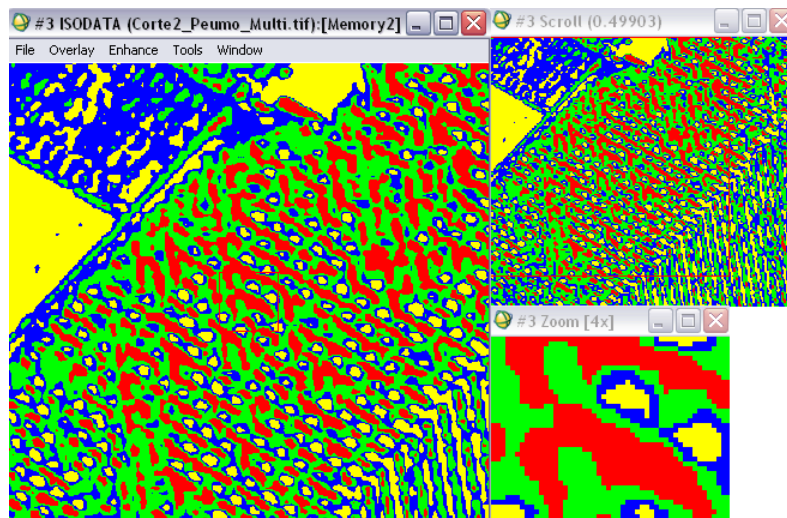 #3 ISODATA (Corte2_Peumo_Multi.tif):[Memory2]
File Overlay Enhance Tools Window
#3 Scroll (0.49903)
#3 Zoom [4x]